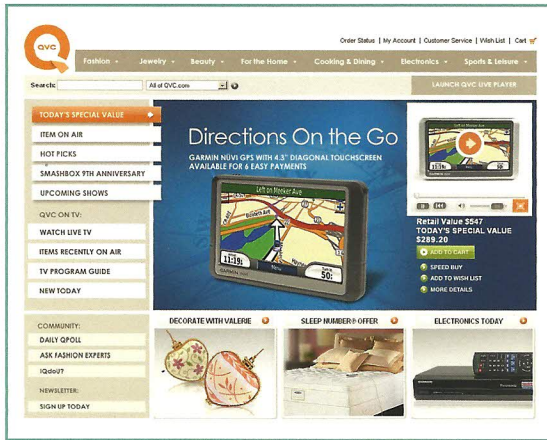 Order Status | My Account | Customer Service | Wish List | Cart
QVC
Fashion
Jewelry
Beauty
For the Home
Cooking & Dining
Electronics
Sports & Leisure
Search:
All of QVC.com
LAUNCH QVC LIVE PLAYER
TODAY'S SPECIAL VALUE
ITEM ON AIR
HOT PICKS
SMASHBOX 9TH ANNIVERSARY
UPCOMING SHOWS
QVC ON TV:
WATCH LIVE TV
ITEMS RECENTLY ON AIR
TV PROGRAM GUIDE
NEW TODAY
COMMUNITY:
DAILY QPOLL
ASK FASHION EXPERTS
IQdoU?
NEWSLETTER:
SIGN UP TODAY
Directions On the Go
GARMIN NÜVI GPS WITH 4.3" DIAGONAL TOUCHSCREEN
AVAILABLE FOR 6 EASY PAYMENTS
Left on Meeker Ave
Menu
GARMIN
Retail Value $547
TODAY'S SPECIAL VALUE
$289.20
ADD TO CART
SPEED BUY
ADD TO WISH LIST
MORE DETAILS
DECORATE WITH VALERIE
SLEEP NUMBER® OFFER
ELECTRONICS TODAY